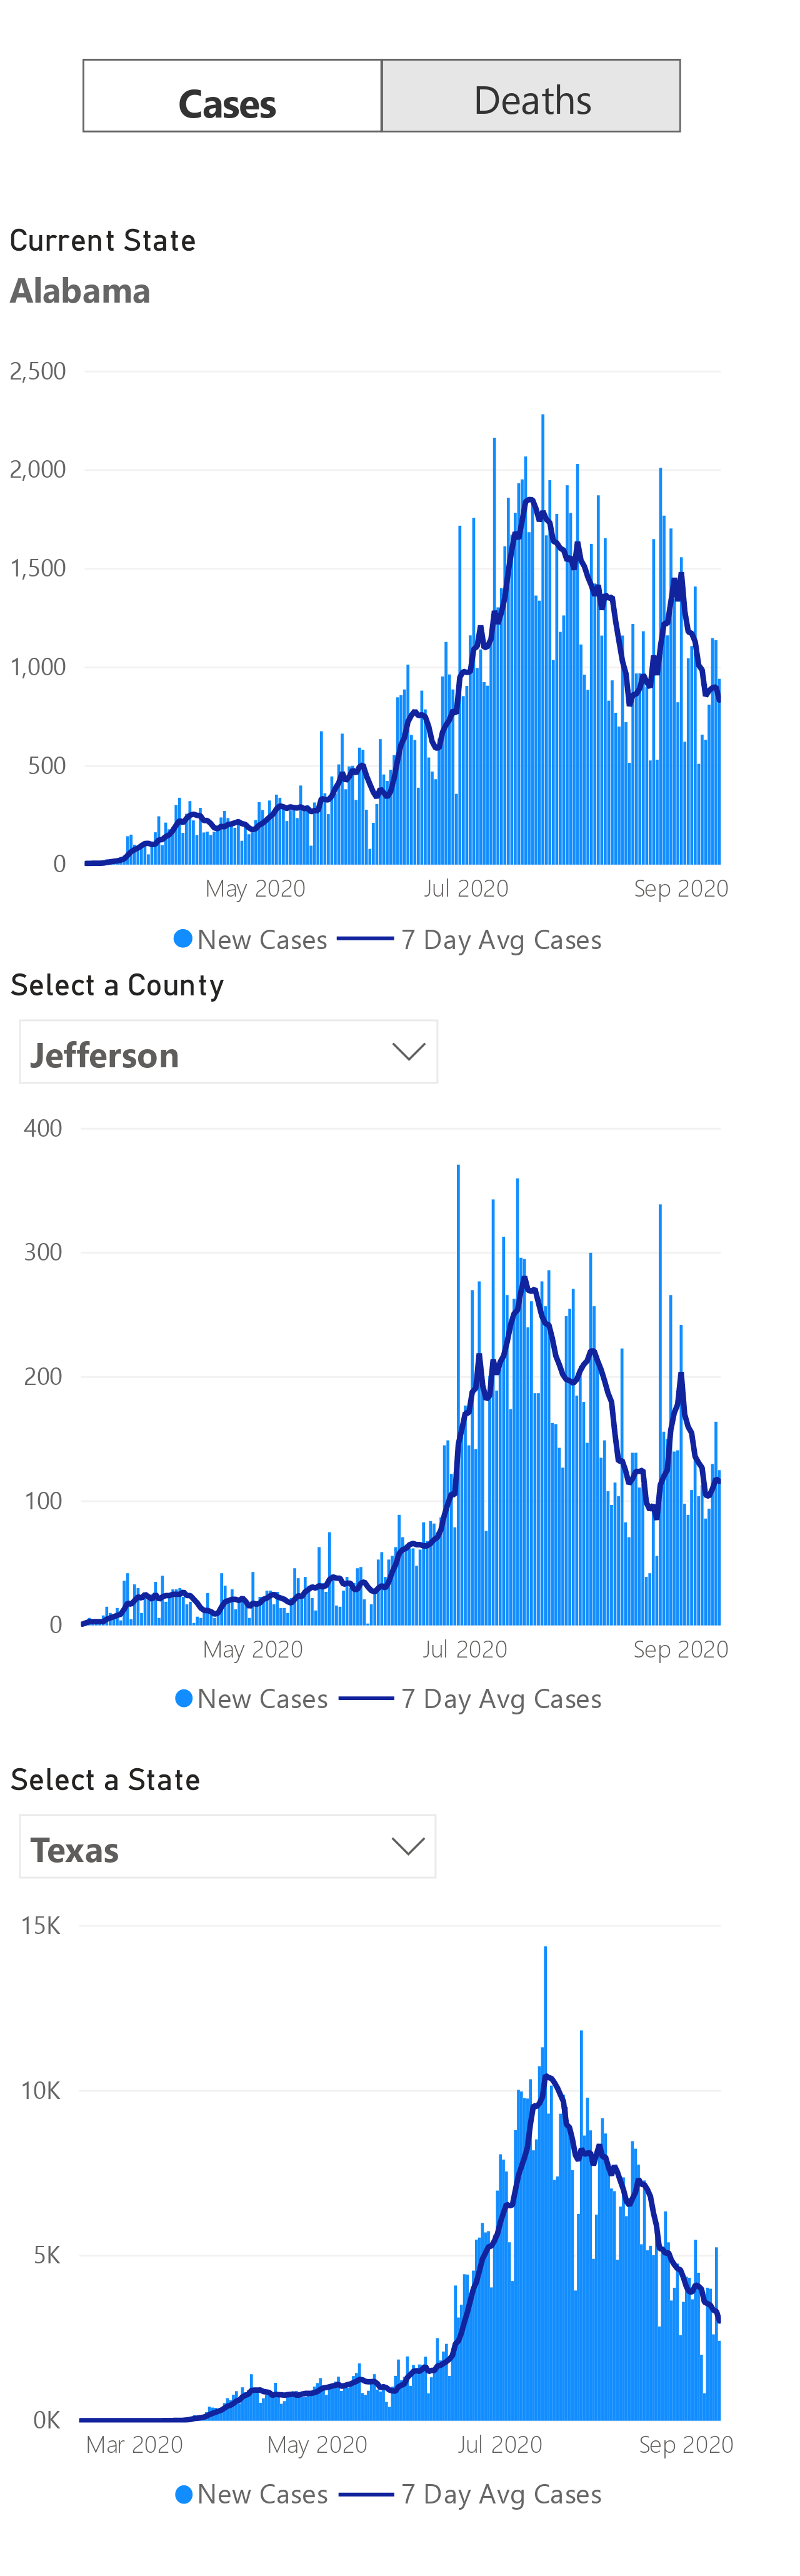 Cases Deaths
Current State
Alabama
2,500
2,000
1,500
1,000
500
0
May 2020 Jul 2020 Sep 2020
New Cases 7 Day Avg Cases
Select a County
Jefferson
400
300
200
100
0
May 2020 Jul 2020 Sep 2020
New Cases 7 Day Avg Cases
Select a State
Texas
15K
10K
5K
0K
Mar 2020 May 2020 Jul 2020 Sep 2020
New Cases 7 Day Avg Cases